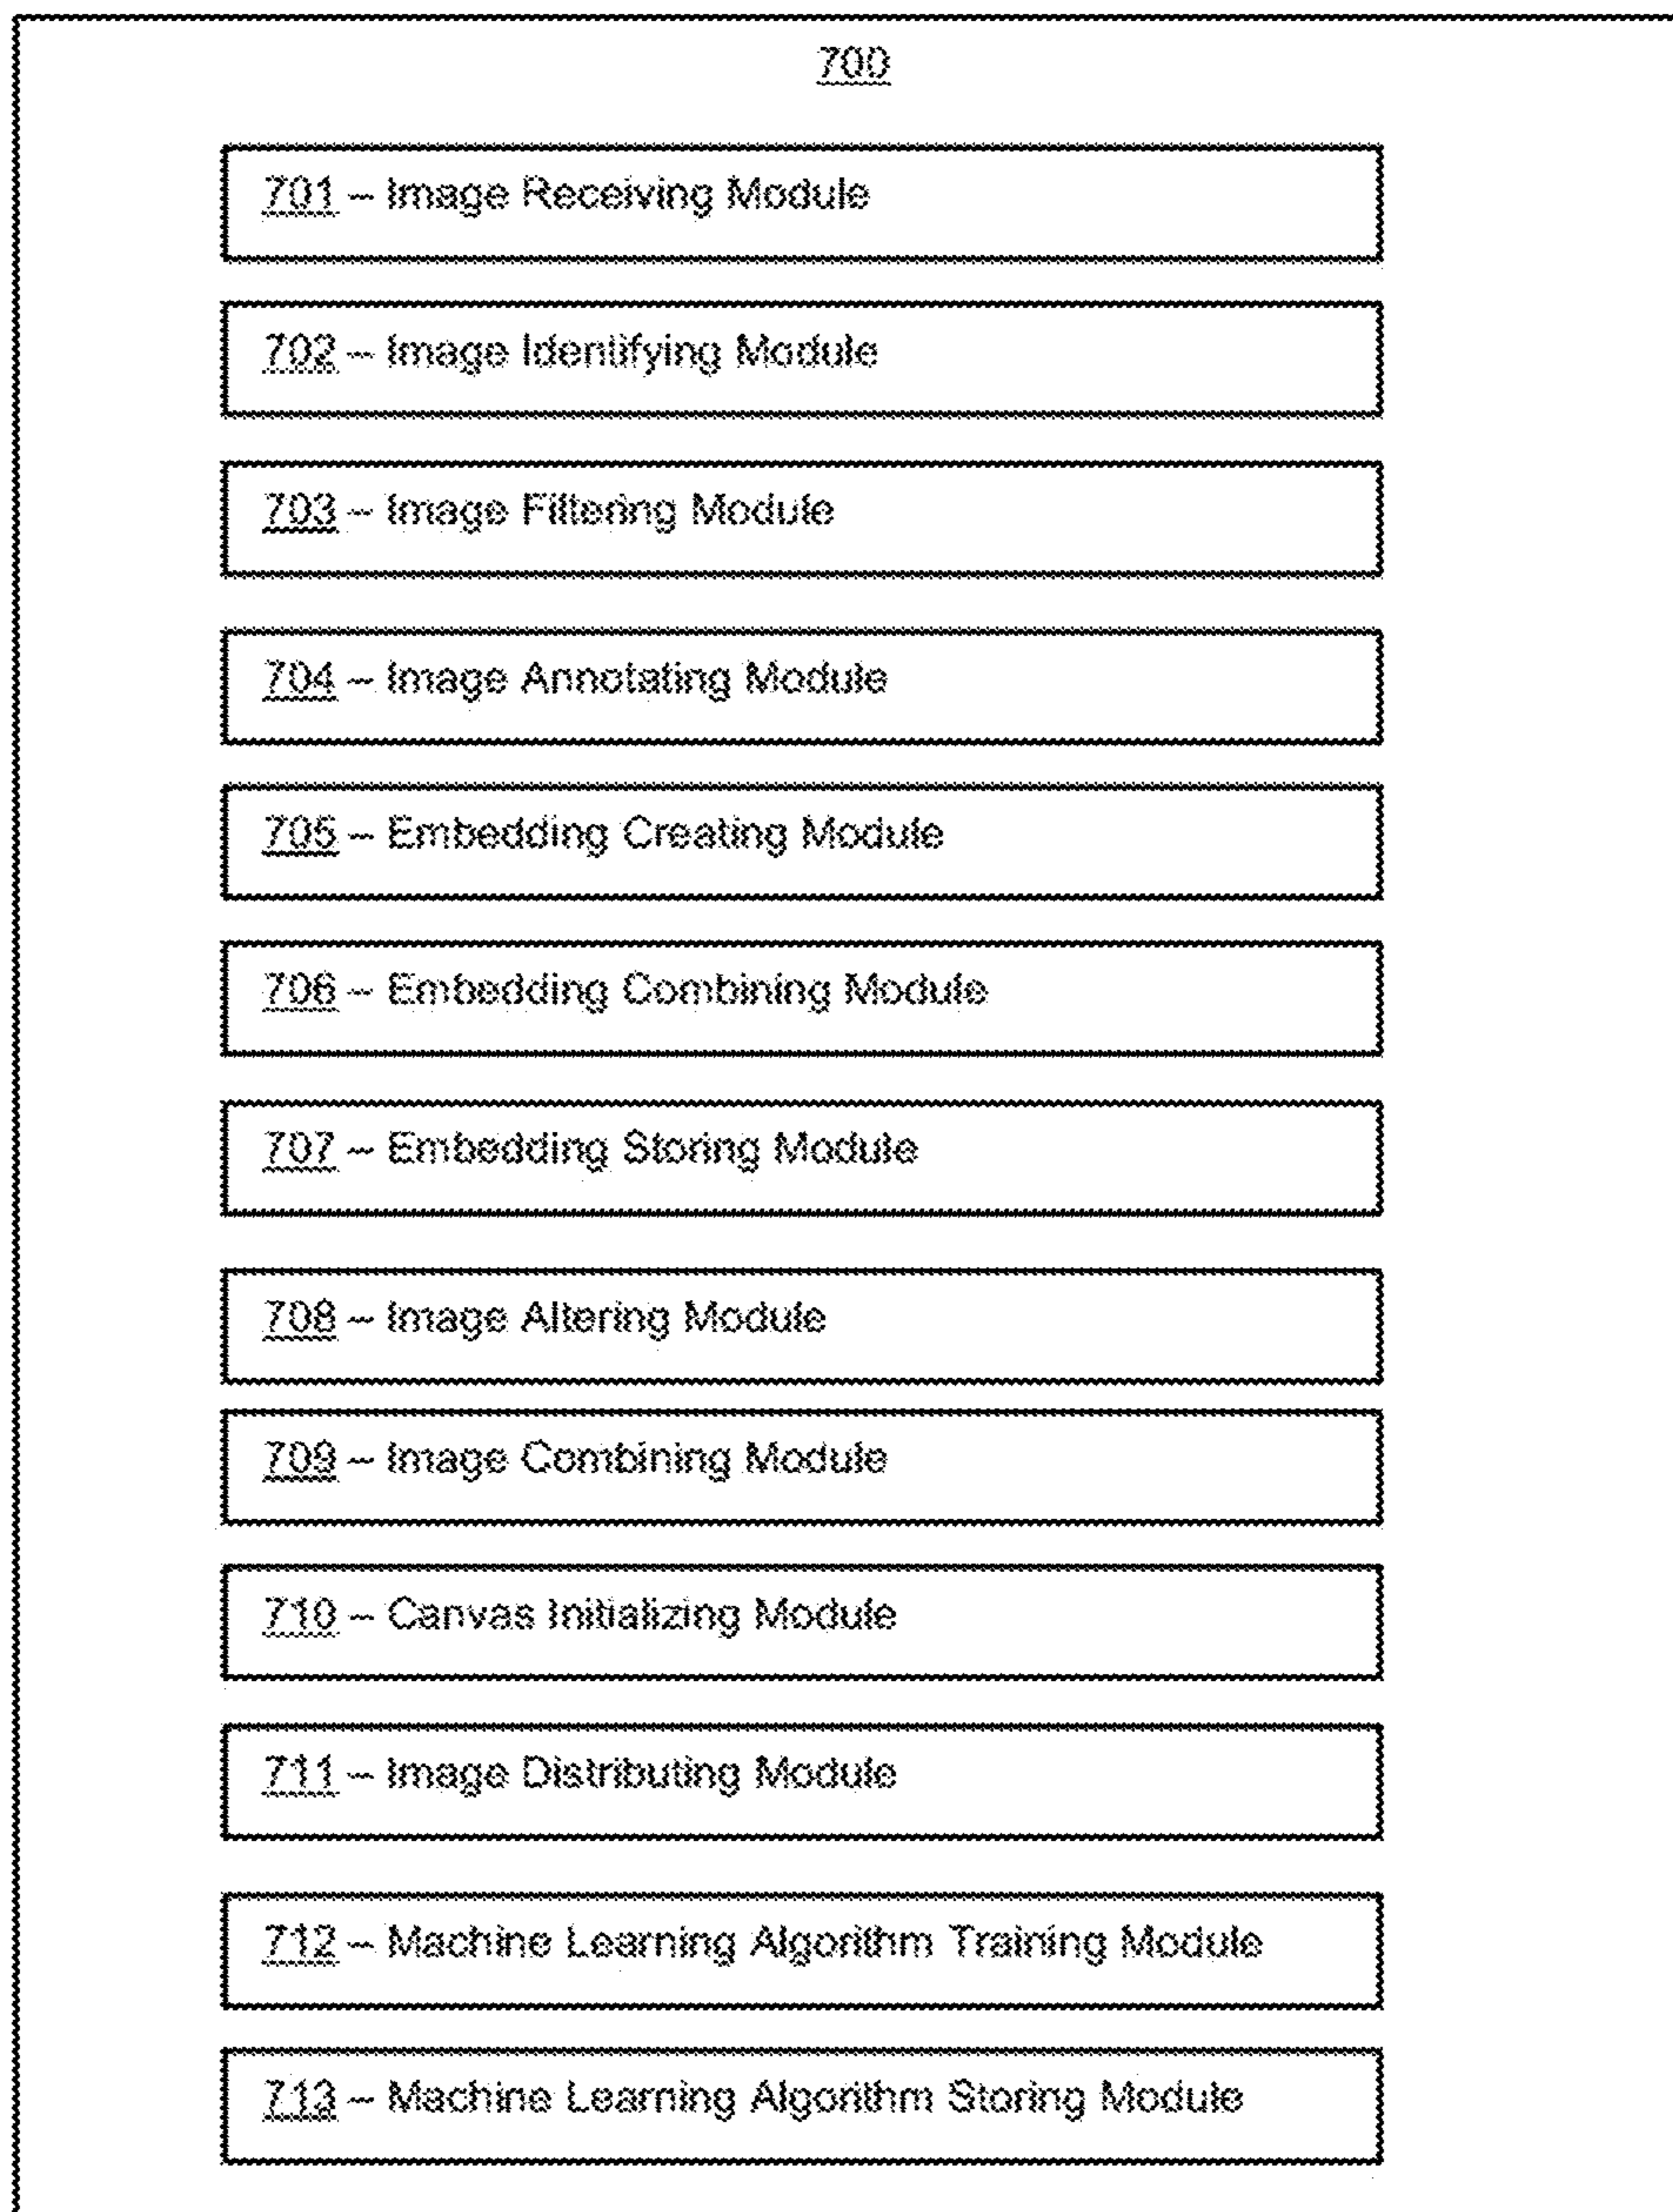 700
701 – Image Receiving Module
702 – Image Identifying Module
703 – Image Filtering Module
704 – Image Annotating Module
705 – Embedding Creating Module
706 – Embedding Combining Module
707 – Embedding Storing Module
708 – Image Altering Module
709 – Image Combining Module
710 – Canvas Initializing Module
711 – Image Distributing Module
712 – Machine Learning Algorithm Training Module
713 – Machine Learning Algorithm Storing Module